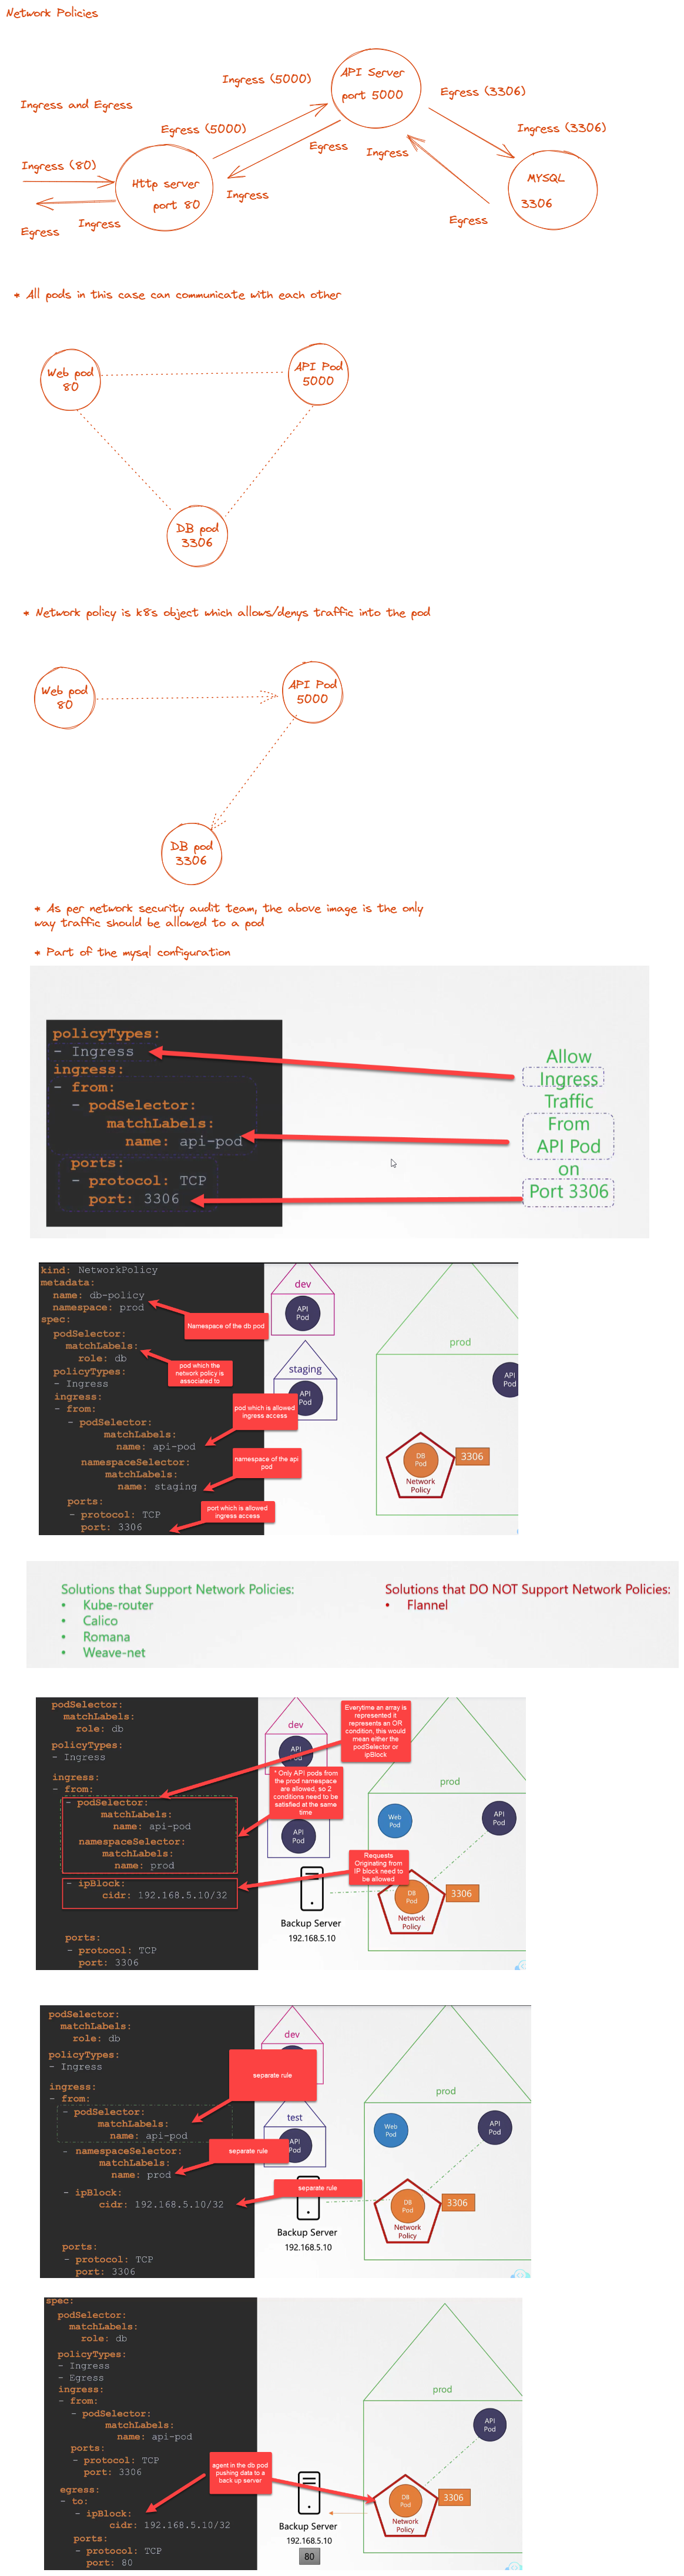 Network Policies
Ingress and Egress
Ingress (80)
Egress
Ingress
Http server
port 80
Egress (5000)
Ingress (5000)
API Server
port 5000
Egress
Ingress
Egress (3306)
Ingress (3306)
Ingress
Egress
MYSQL
3306
* All pods in this case can communicate with each other
Web pod
80
API Pod
5000
DB pod
3306
* Network policy is k8s object which allows/denys traffic into the pod
Web pod
80
API Pod
5000
DB pod
3306
* As per network security audit team, the above image is the only
way traffic should be allowed to a pod
* Part of the mysql configuration
policyTypes:
- Ingress
ingress:
- from:
- podSelector:
matchLabels:
name: api-pod
ports:
- protocol: TCP
port: 3306
Allow
Ingress
Traffic
From
API Pod
on
Port 3306
kind: NetworkPolicy
metadata:
name: db-policy
namespace: prod
spec:
podSelector:
matchLabels:
role: db
policyTypes:
- Ingress
ingress:
- from:
- podSelector:
matchLabels:
name: api-pod
namespaceSelector:
matchLabels:
name: staging
ports:
- protocol: TCP
port: 3306
Namespace of the db pod
pod which the
network policy is
associated to
pod which is allowed
ingress access
namespace of the api
pod
port which is allowed
ingress access
dev
API
Pod
staging
API
Pod
prod
API
Pod
DB
Pod
Network
Policy
3306
Solutions that Support Network Policies:
• Kube-router
• Calico
• Romana
• Weave-net
Solutions that DO NOT Support Network Policies:
• Flannel
podSelector:
matchLabels:
role: db
policyTypes:
- Ingress
ingress:
- from:
- podSelector:
matchLabels:
name: api-pod
namespaceSelector:
matchLabels:
name: prod
- ipBlock:
cidr: 192.168.5.10/32
ports:
- protocol: TCP
port: 3306
Everytime an array is
represented it
represents an OR
condition, this would
mean either the
podSelector or
ipBlock
* Only API pods from
the prod namespace
are allowed, so 2
conditions need to be
satisfied at the same
time
Requests
Originating from
IP block need to
be allowed
dev
API
API
Pod
Backup Server
192.168.5.10
prod
Web
Pod
API
Pod
DB
Pod
Network
Policy
3306
podSelector:
matchLabels:
role: db
policyTypes:
- Ingress
ingress:
- from:
- podSelector:
matchLabels:
name: api-pod
- namespaceSelector:
matchLabels:
name: prod
- ipBlock:
cidr: 192.168.5.10/32
ports:
- protocol: TCP
port: 3306
separate rule
separate rule
separate rule
dev
test
API
Pod
Backup Server
192.168.5.10
prod
Web
Pod
API
Pod
DB
Pod
Network
Policy
3306
spec:
podSelector:
matchLabels:
role: db
policyTypes:
- Ingress
- Egress
ingress:
- from:
- podSelector:
matchLabels:
name: api-pod
ports:
- protocol: TCP
port: 3306
egress:
- to:
- ipBlock:
cidr: 192.168.5.10/32
ports:
- protocol: TCP
port: 80
agent in the db pod
pushing data to a
back up server
Backup Server
192.168.5.10
80
prod
API
Pod
DB
Pod
Network
Policy
3306